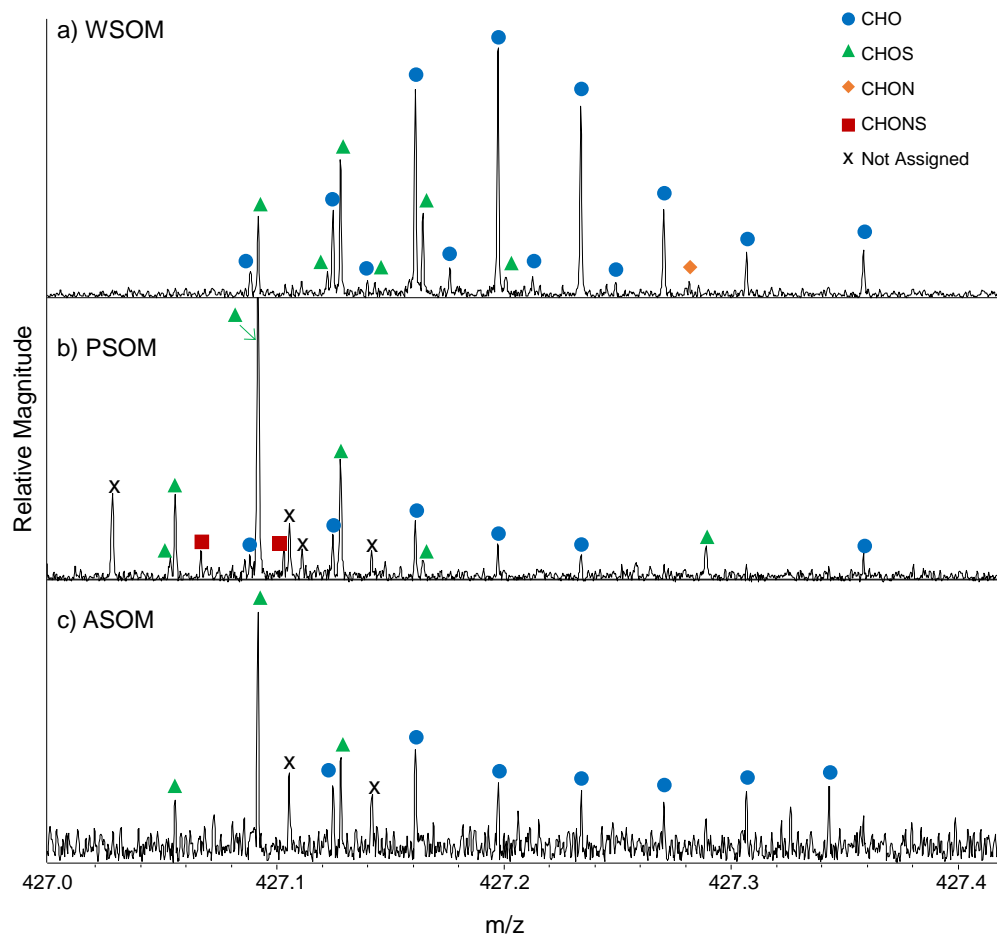 a) WSOM
CHO
CHOS
CHON
CHONS
x Not Assigned
b) PSOM
x
x
x
x
c) ASOM
x
x
Relative Magnitude
427.0 427.1 427.2 427.3 427.4
m/z